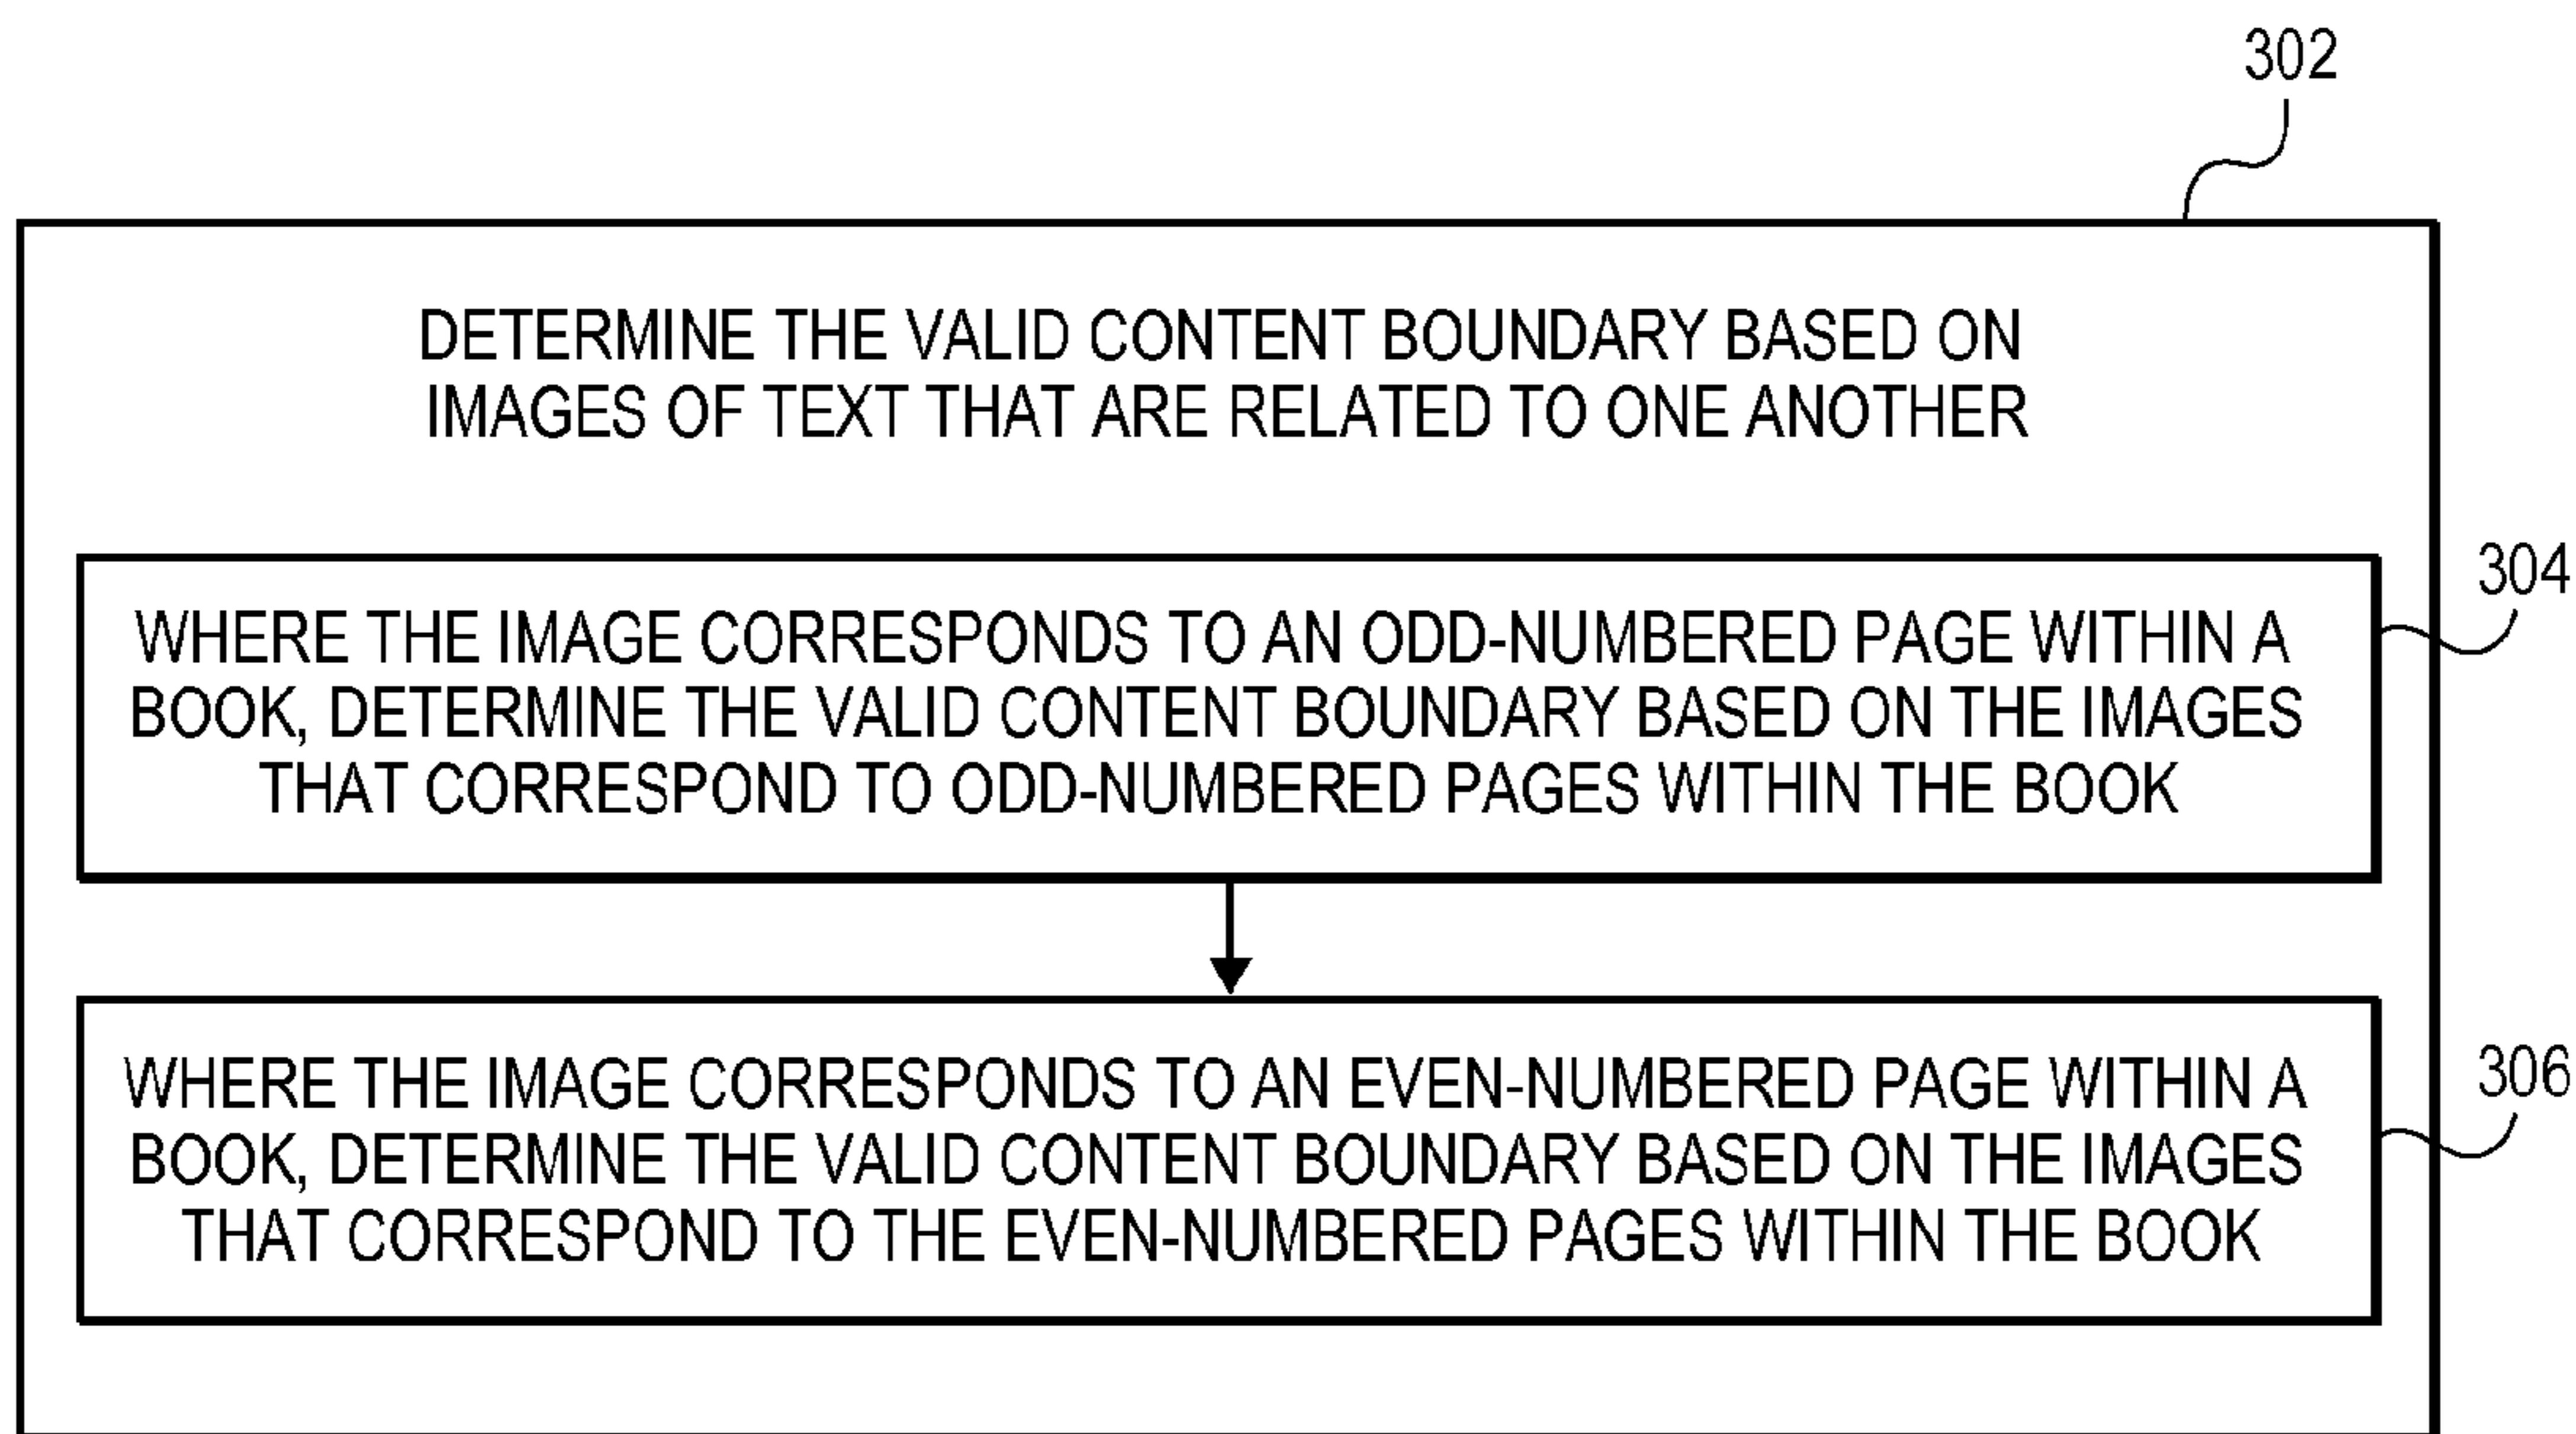 302
DETERMINE THE VALID CONTENT BOUNDARY BASED ON
IMAGES OF TEXT THAT ARE RELATED TO ONE ANOTHER
304
WHERE THE IMAGE CORRESPONDS TO AN ODD-NUMBERED PAGE WITHIN A
BOOK, DETERMINE THE VALID CONTENT BOUNDARY BASED ON THE IMAGES
THAT CORRESPOND TO ODD-NUMBERED PAGES WITHIN THE BOOK
306
WHERE THE IMAGE CORRESPONDS TO AN EVEN-NUMBERED PAGE WITHIN A
BOOK, DETERMINE THE VALID CONTENT BOUNDARY BASED ON THE IMAGES
THAT CORRESPOND TO THE EVEN-NUMBERED PAGES WITHIN THE BOOK